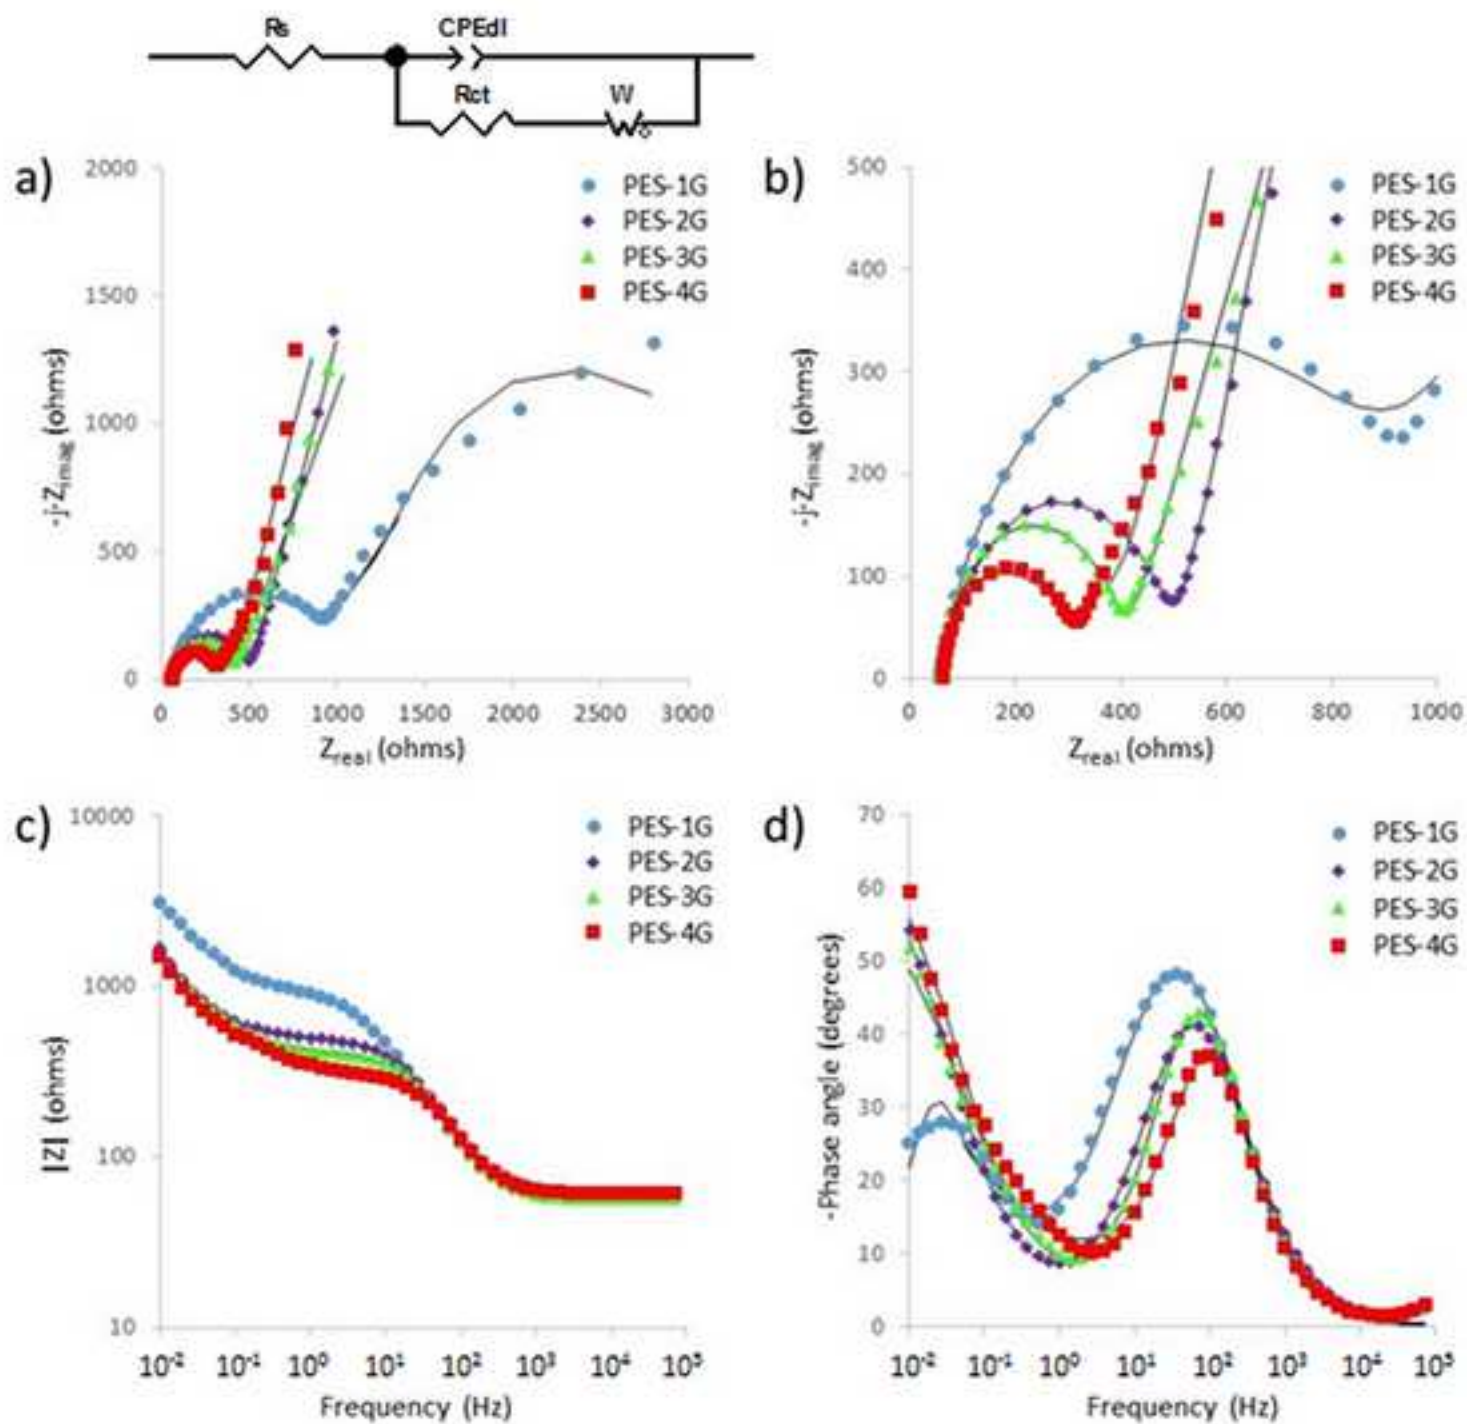 Rs
CPEdl
Rct
W
a)
2000
1500
1000
500
0
0 500 1000 1500 2000 2500 3000
-j·Zimag (ohms)
Zreal (ohms)
PES-1G
PES-2G
PES-3G
PES-4G
b)
500
400
300
200
100
0
0 200 400 600 800 1000
-j·Zimag (ohms)
Zreal (ohms)
PES-1G
PES-2G
PES-3G
PES-4G
c)
10000
1000
100
10
10-2 10-1 100 101 102 103 104 105
|Z| (ohms)
Frequency (Hz)
PES-1G
PES-2G
PES-3G
PES-4G
d)
70
60
50
40
30
20
10
0
10-2 10-1 100 101 102 103 104 105
-Phase angle (degrees)
Frequency (Hz)
PES-1G
PES-2G
PES-3G
PES-4G